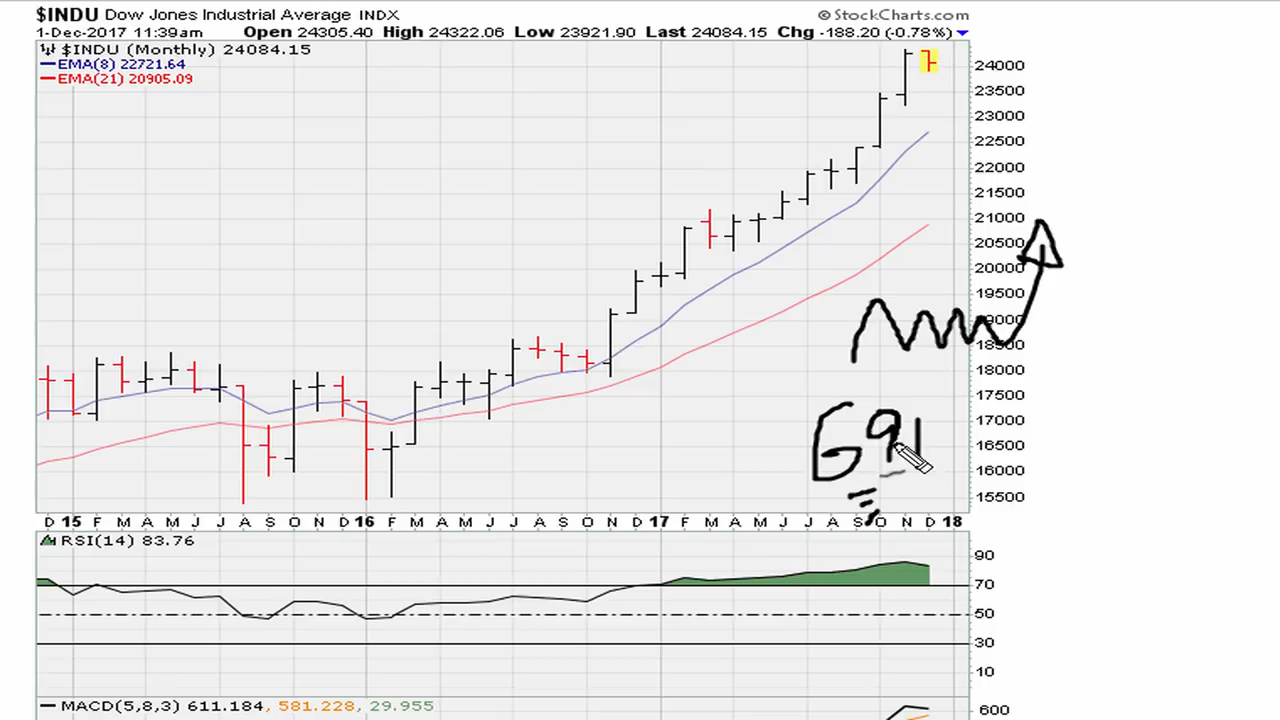 $INDU Dow Jones Industrial Average INDX
© StockCharts.com
1-Dec-2017 11:39am
Open 24305.40 High 24322.06 Low 23921.90 Last 24084.15 Chg -188.20 (-0.78%)
$INDU (Monthly) 24084.15
EMA(8) 22721.64
EMA(21) 20905.09
24000
23500
23000
22500
22000
21500
21000
20500
20000
19500
19000
18500
18000
17500
17000
16500
16000
15500
691
D 15 F M A M J J A S O N D 16 F M A M J J A S O N D 17 F M A M J J A S O N D 18
RSI(14) 83.76
90
70
50
30
10
MACD(5,8,3) 611.184, 581.228, 29.955
600